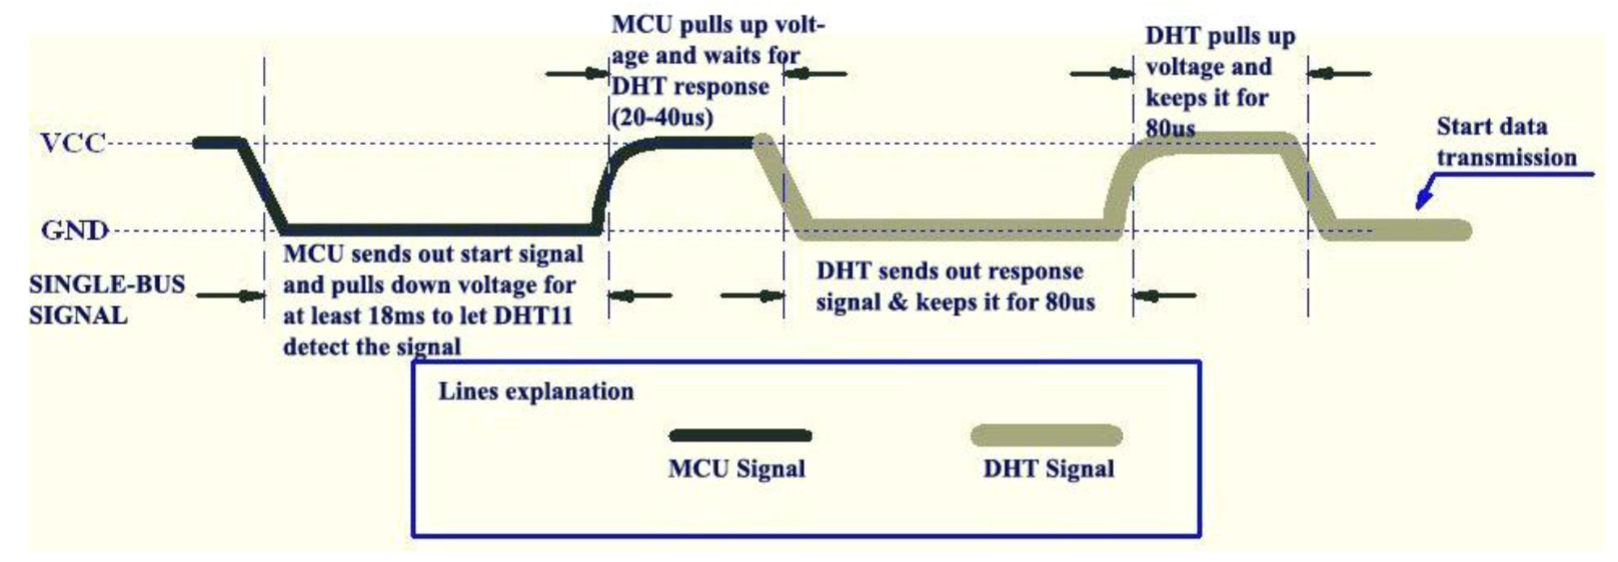 MCU pulls up volt-
age and waits for
DHT response
(20-40us)
DHT pulls up
voltage and
keeps it for
80us
Start data
transmission
VCC
GND
SINGLE-BUS
SIGNAL
MCU sends out start signal
and pulls down voltage for
at least 18ms to let DHT11
detect the signal
DHT sends out response
signal & keeps it for 80us
Lines explanation
MCU Signal
DHT Signal